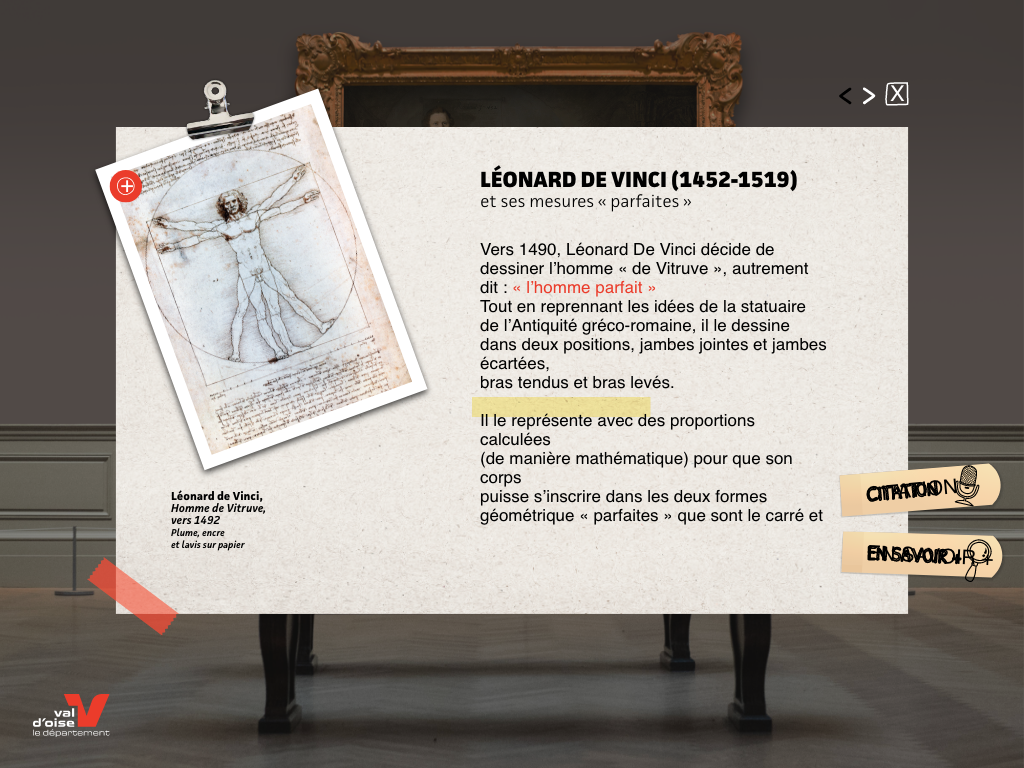 X
LÉONARD DE VINCI (1452-1519)
et ses mesures « parfaites »
Vers 1490, Léonard De Vinci décide de
dessiner l’homme « de Vitruve », autrement
dit : « l’homme parfait »
Tout en reprennant les idées de la statuaire
de l’Antiquité gréco-romaine, il le dessine
dans deux positions, jambes jointes et jambes
écartées,
bras tendus et bras levés.
Il le représente avec des proportions
calculées
(de manière mathématique) pour que son
corps
puisse s’inscrire dans les deux formes
géométrique « parfaites » que sont le carré et
Léonard de Vinci,
Homme de Vitruve,
vers 1492
Plume, encre
et lavis sur papier
CITATION
EN SAVOIR +
val
d’oise
le département